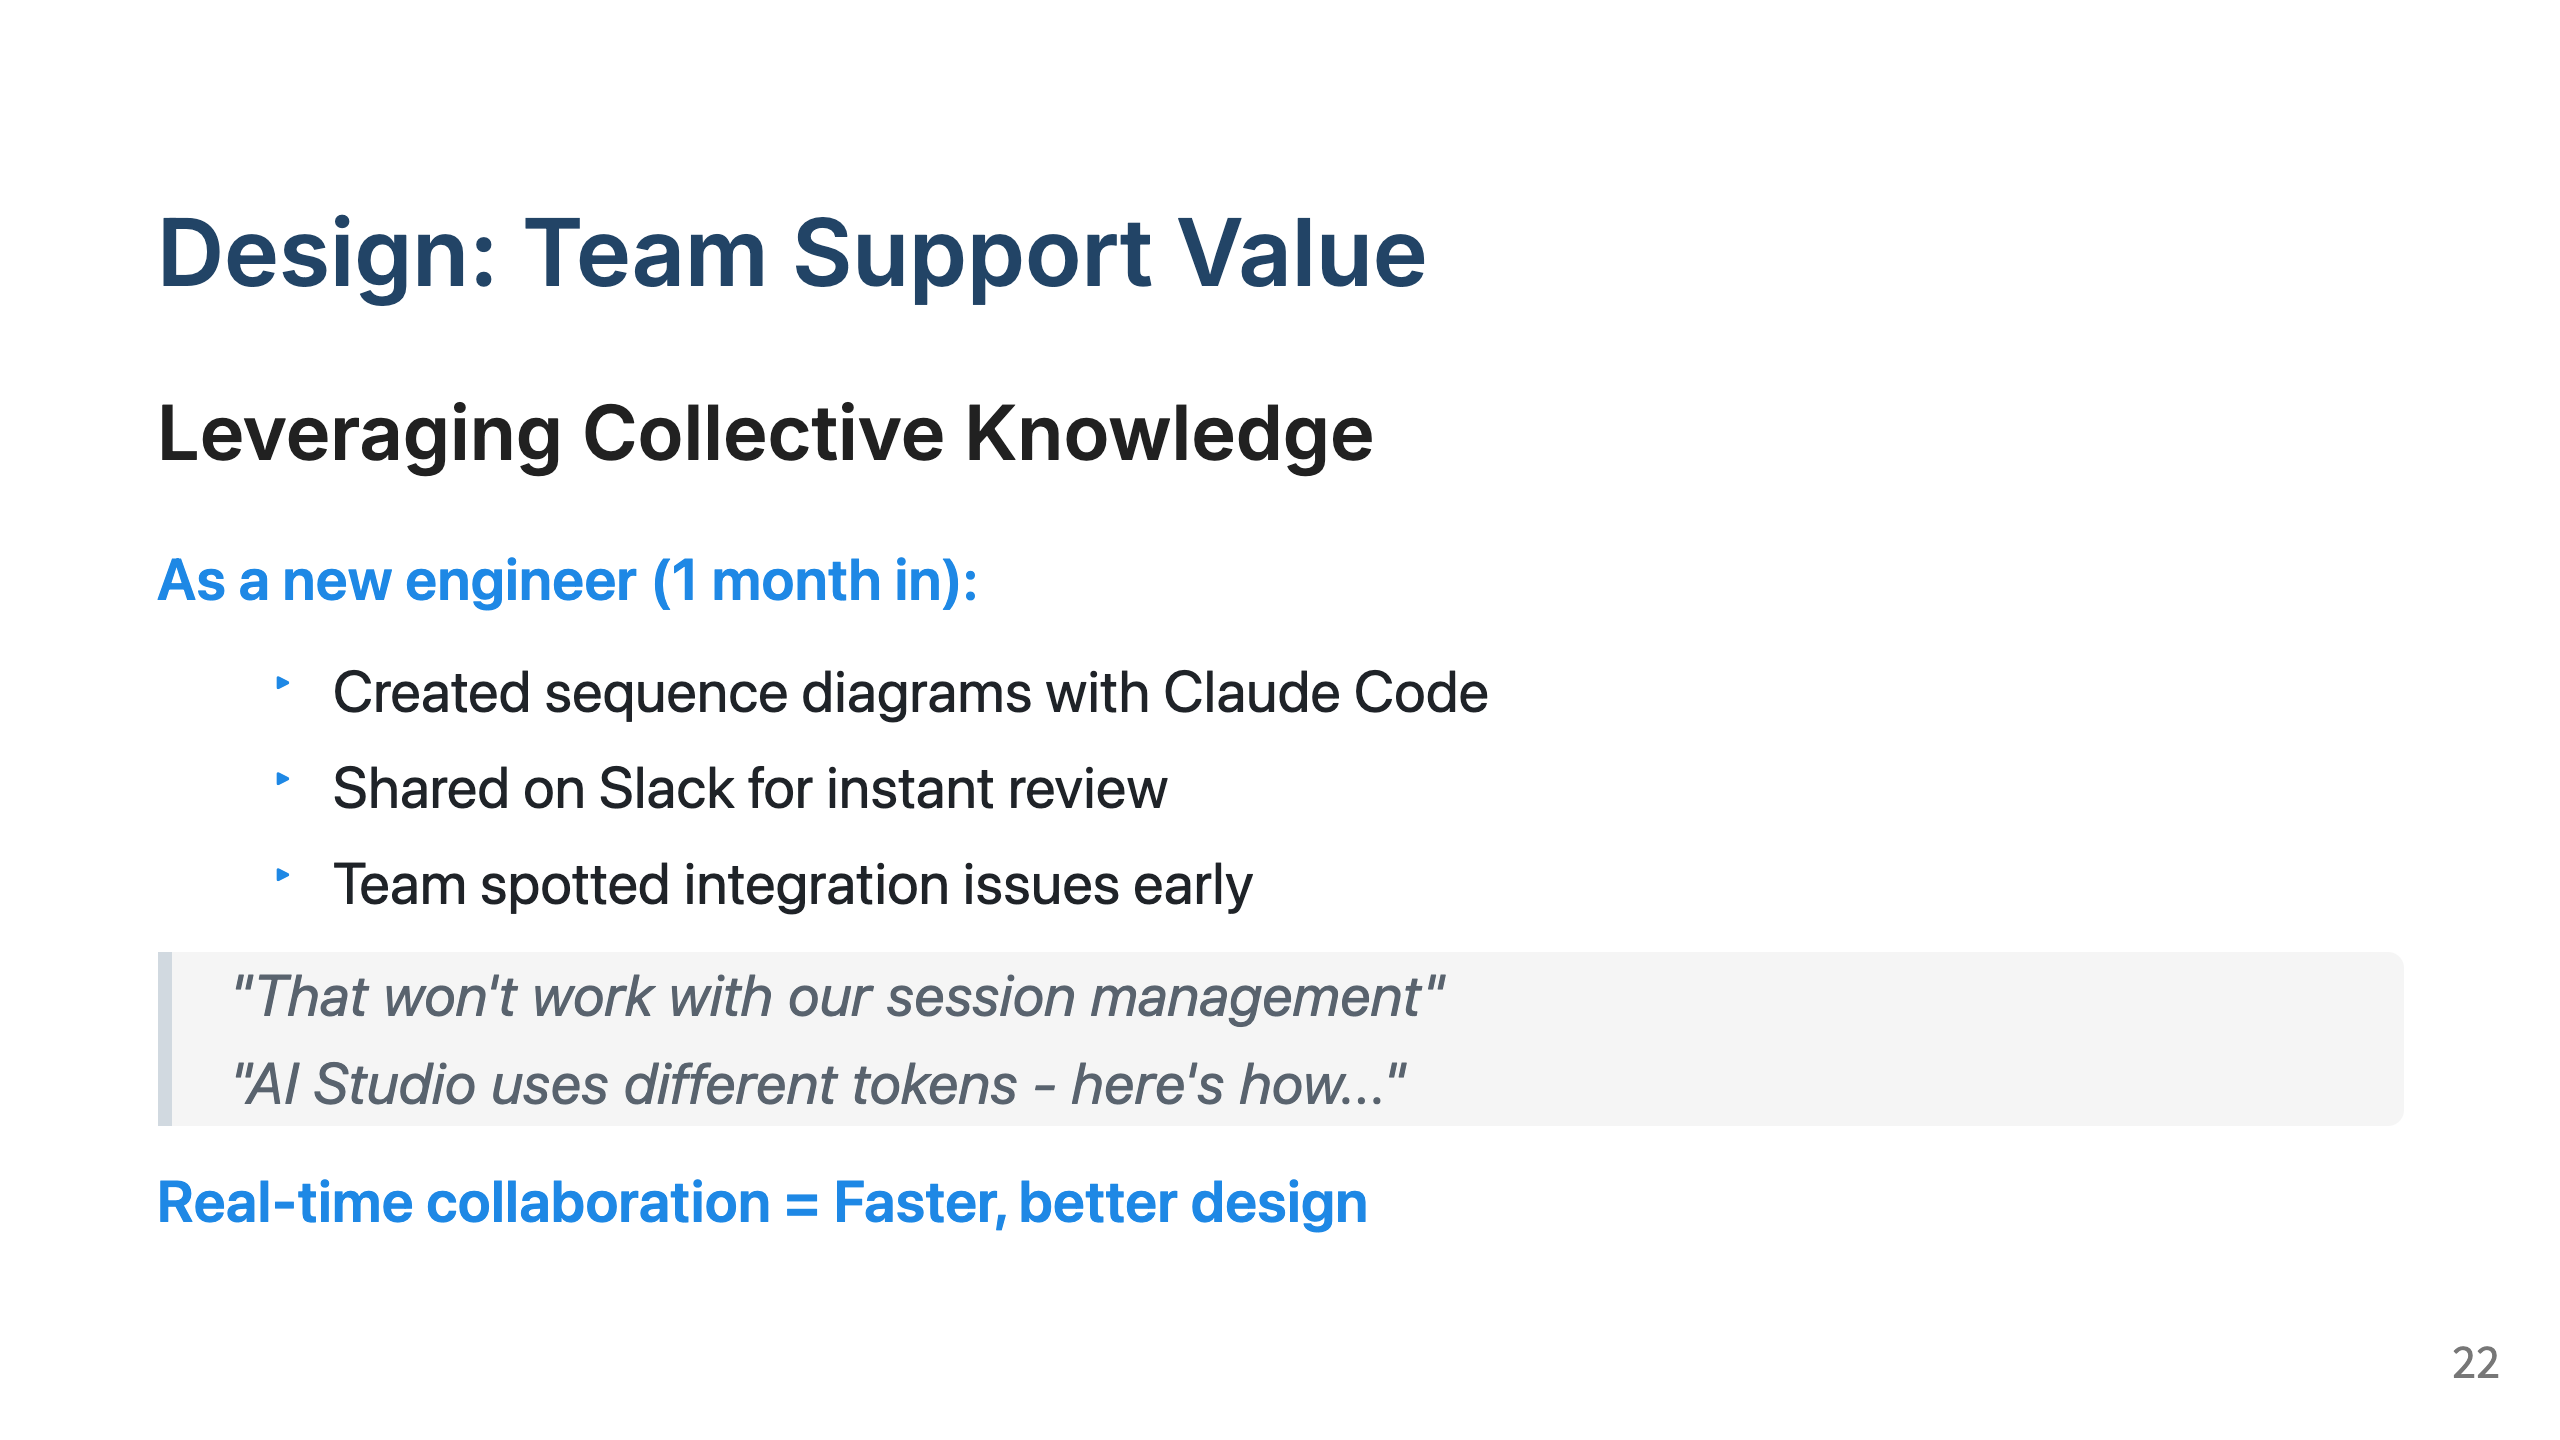 Design: Team Support Value
Leveraging Collective Knowledge
As a new engineer (1 month in):
‣ Created sequence diagrams with Claude Code
‣ Shared on Slack for instant review
‣ Team spotted integration issues early
"That won't work with our session management"
"AI Studio uses different tokens - here's how..."
Real-time collaboration = Faster, better design
22